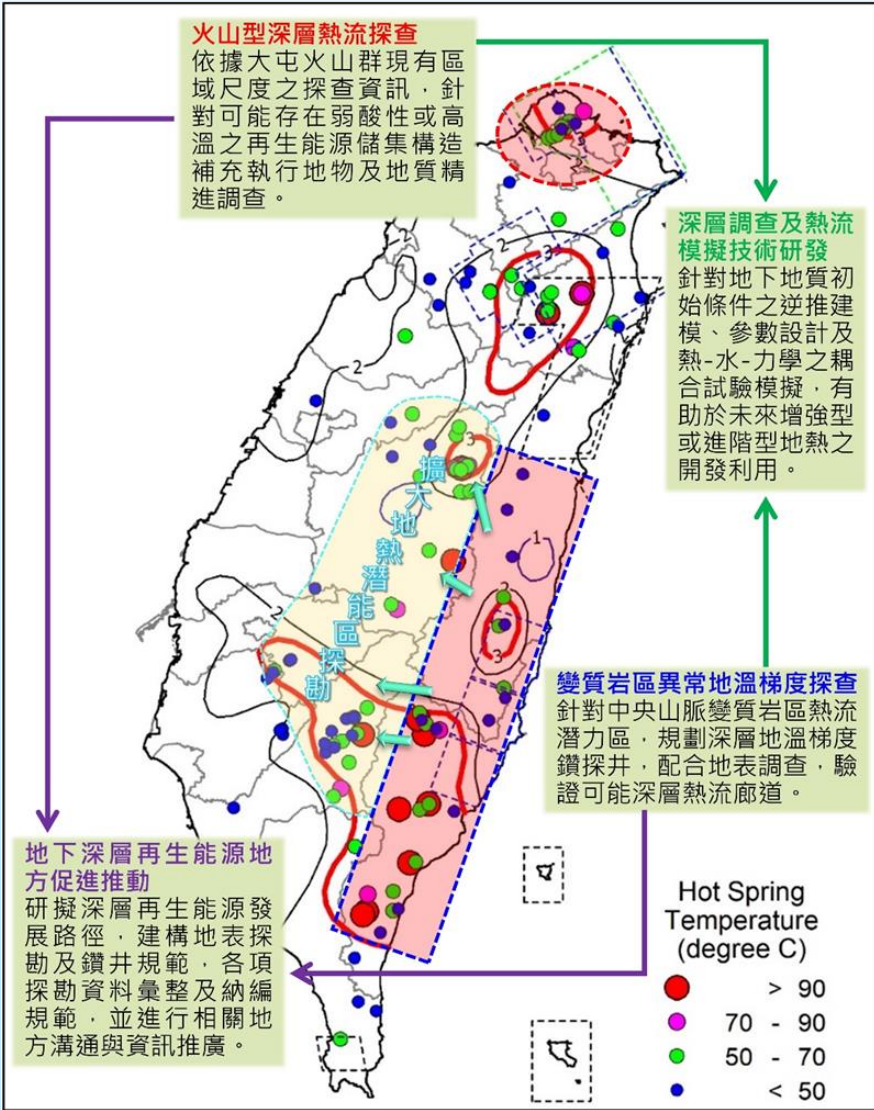 火山型深層熱流探查
依據大屯火山群現有區
域尺度之探查資訊，針
對可能存在弱酸性或高
溫之再生能源儲集構造
補充執行地物及地質精
進調查。
深層調查及熱流
模擬技術研發
針對地下地質初
始條件之逆推建
模、參數設計及
熱-水-力學之耦
合試驗模擬，有
助於未來增強型
或進階型地熱之
開發利用。
2
2
2
3
擴大地熱潛能區探勘
1
2
3
2
變質岩區異常地溫梯度探查
針對中央山脈變質岩區熱流
潛力區，規劃深層地溫梯度
鑽探井，配合地表調查，驗
證可能深層熱流廊道。
地下深層再生能源地
方促進推動
研擬深層再生能源發
展路徑，建構地表探
勘及鑽井規範，各項
探勘資料彙整及納編
規範，並進行相關地
方溝通與資訊推廣。
Hot Spring
Temperature
(degree C)
> 90
70 - 90
50 - 70
< 50